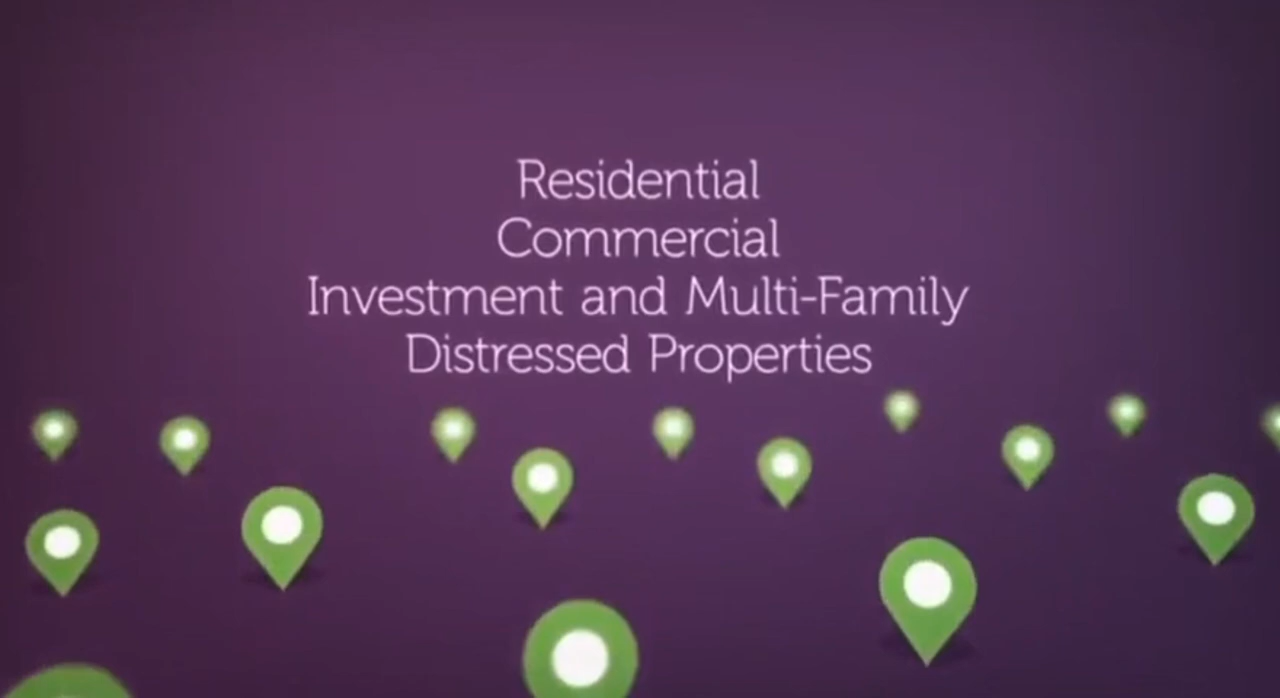 Residential
Commercial
Investment and Multi-Family
Distressed Properties